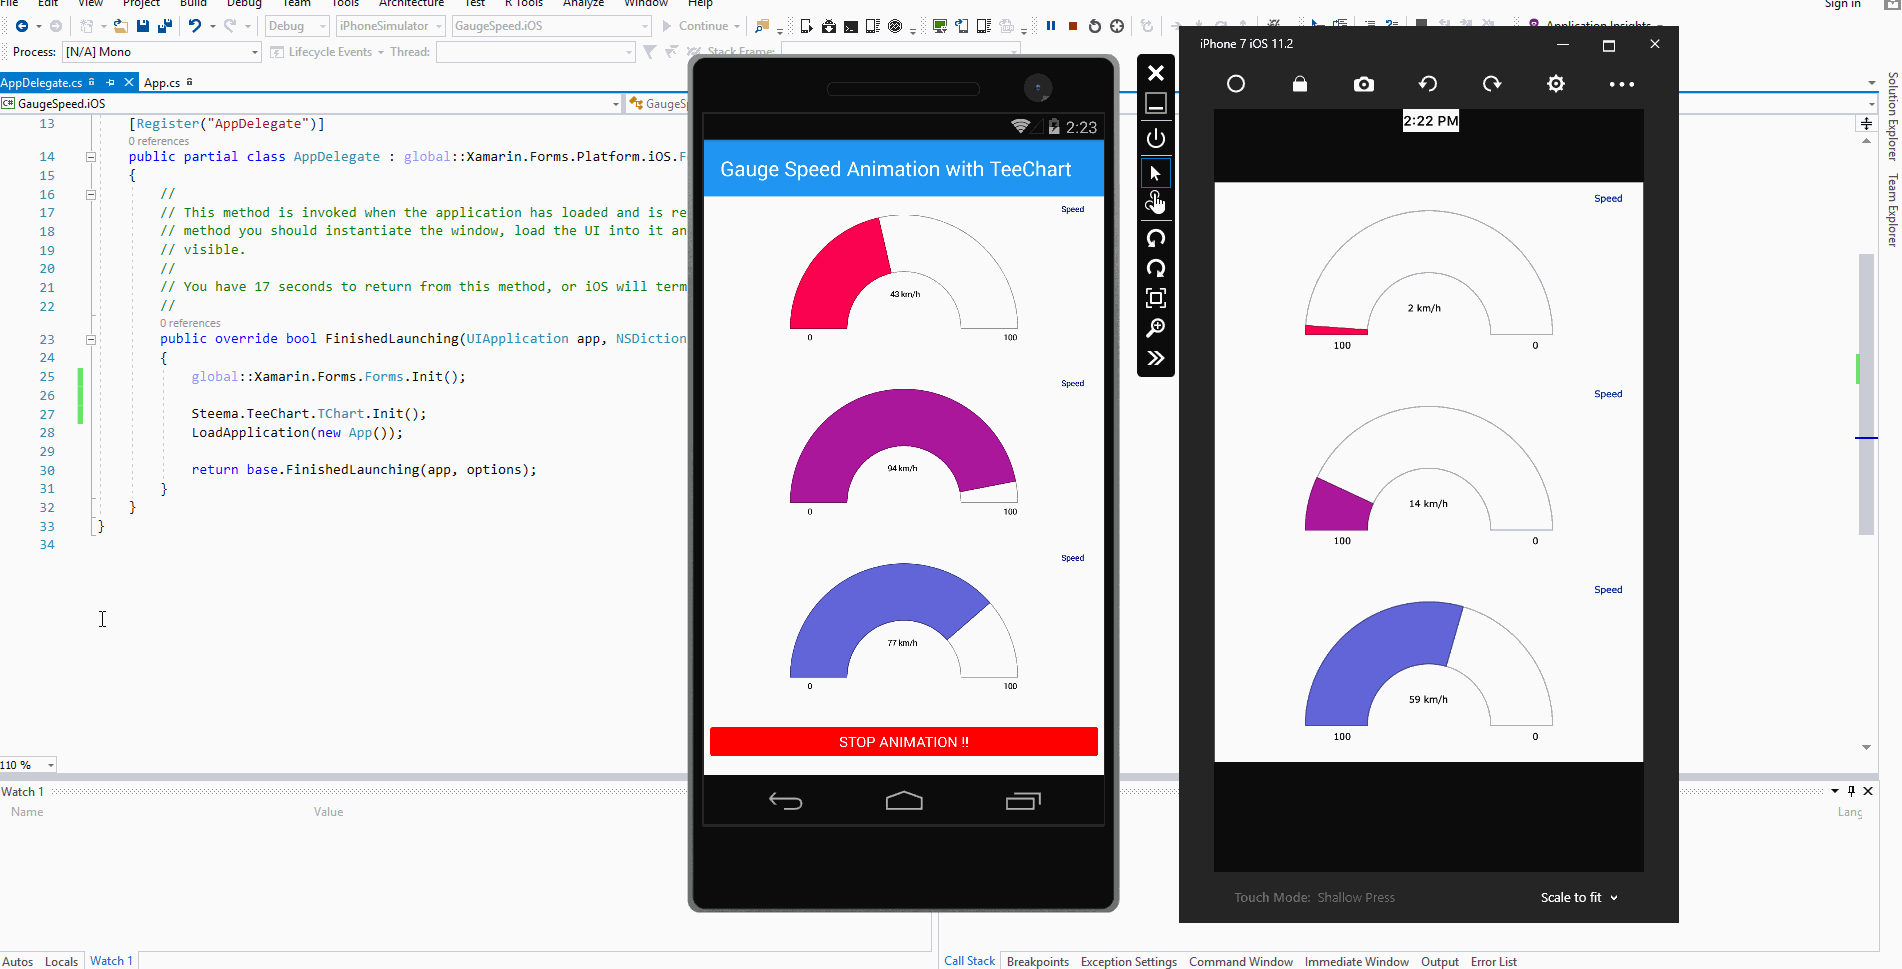 File Edit View Project Build Debug Team Tools Architecture Test R Tools Analyze Window Help
Sign in
Debug iPhoneSimulator GaugeSpeed.iOS Continue Application Insights
Process: [N/A] Mono Lifecycle Events Thread: Stack Frame:
AppDelegate.cs App.cs
C# GaugeSpeed.iOS
13 [Register("AppDelegate")]
0 references
14 public partial class AppDelegate : global::Xamarin.Forms.Platform.iOS.F
15 {
16 //
17 // This method is invoked when the application has loaded and is re
18 // method you should instantiate the window, load the UI into it an
19 // visible.
20 //
21 // You have 17 seconds to return from this method, or iOS will term
22 //
0 references
23 public override bool FinishedLaunching(UIApplication app, NSDiction
24 {
25 global::Xamarin.Forms.Forms.Init();
26
27 Steema.TeeChart.TChart.Init();
28 LoadApplication(new App());
29
30 return base.FinishedLaunching(app, options);
31 }
32 }
33 }
34
110 %
Watch 1
Name Value
Lang
Autos Locals Watch 1
Call Stack Breakpoints Exception Settings Command Window Immediate Window Output Error List
Solution Explorer
Team Explorer
2:23
Gauge Speed Animation with TeeChart
Speed
43 km/h
0 100
Speed
94 km/h
0 100
Speed
77 km/h
0 100
STOP ANIMATION !!
iPhone 7 iOS 11.2
2:22 PM
Speed
2 km/h
100 0
Speed
14 km/h
100 0
Speed
59 km/h
100 0
Touch Mode: Shallow Press
Scale to fit